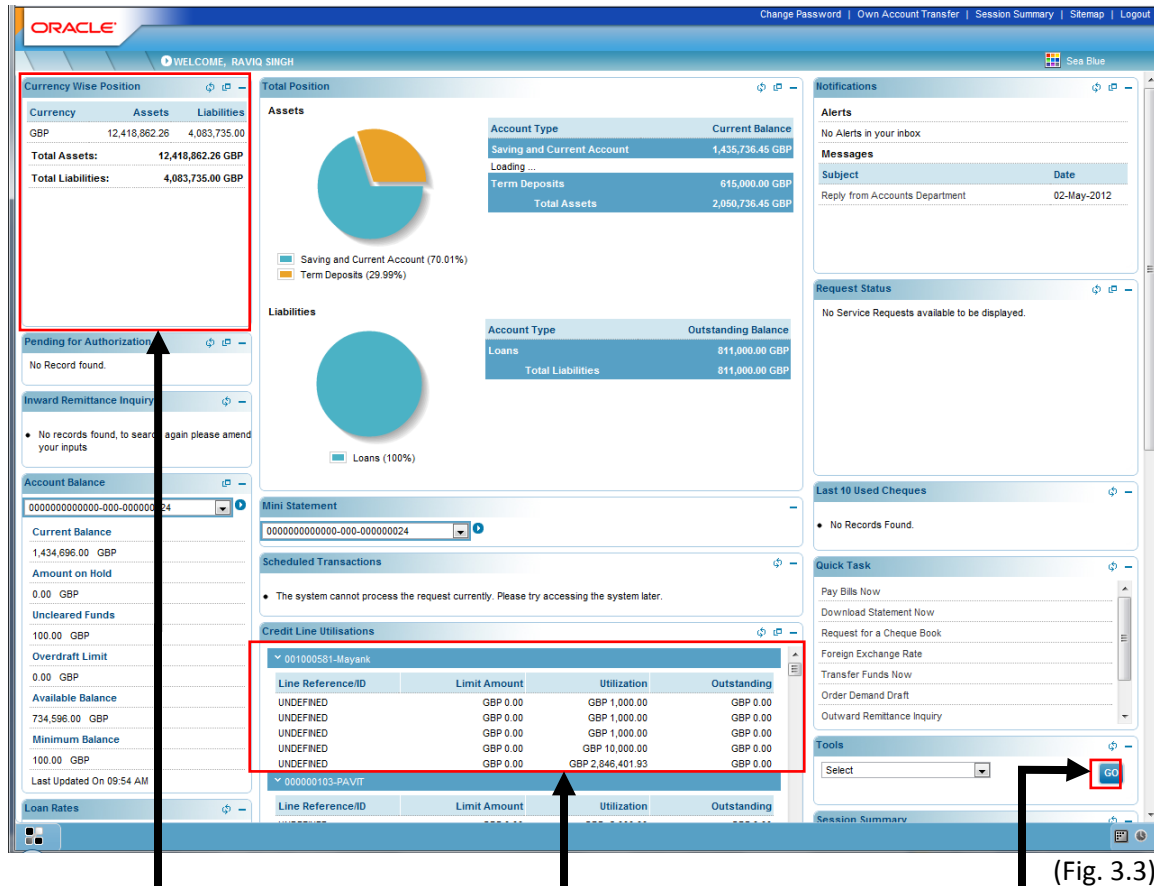 Change Password | Own Account Transfer | Session Summary | Sitemap | Logout
ORACLE
WELCOME, RAVIQ SINGH
Sea Blue
Currency Wise Position
Currency Assets Liabilities
GBP 12,418,862.26 4,083,735.00
Total Assets: 12,418,862.26 GBP
Total Liabilities: 4,083,735.00 GBP
Pending for Authorization
No Record found.
Inward Remittance Inquiry
No records found, to search again please amend
your inputs
Account Balance
0000000000000-000-000000024
Current Balance
1,434,696.00 GBP
Amount on Hold
0.00 GBP
Uncleared Funds
100.00 GBP
Overdraft Limit
0.00 GBP
Available Balance
734,596.00 GBP
Minimum Balance
100.00 GBP
Last Updated On 09:54 AM
Loan Rates
Total Position
Assets
Account Type Current Balance
Saving and Current Account 1,435,736.45 GBP
Loading ...
Term Deposits 615,000.00 GBP
Total Assets 2,050,736.45 GBP
Saving and Current Account (70.01%)
Term Deposits (29.99%)
Liabilities
Account Type Outstanding Balance
Loans 811,000.00 GBP
Total Liabilities 811,000.00 GBP
Loans (100%)
Mini Statement
0000000000000-000-000000024
Scheduled Transactions
The system cannot process the request currently. Please try accessing the system later.
Credit Line Utilisations
001000581-Mayank
Line Reference/ID Limit Amount Utilization Outstanding
UNDEFINED GBP 0.00 GBP 1,000.00 GBP 0.00
UNDEFINED GBP 0.00 GBP 1,000.00 GBP 0.00
UNDEFINED GBP 0.00 GBP 1,000.00 GBP 0.00
UNDEFINED GBP 0.00 GBP 10,000.00 GBP 0.00
UNDEFINED GBP 0.00 GBP 2,846,401.93 GBP 0.00
000000103-PAVIT
Line Reference/ID Limit Amount Utilization Outstanding
Notifications
Alerts
No Alerts in your inbox
Messages
Subject Date
Reply from Accounts Department 02-May-2012
Request Status
No Service Requests available to be displayed.
Last 10 Used Cheques
No Records Found.
Quick Task
Pay Bills Now
Download Statement Now
Request for a Cheque Book
Foreign Exchange Rate
Transfer Funds Now
Order Demand Draft
Outward Remittance Inquiry
Tools
Select GO
Session Summary
(Fig. 3.3)